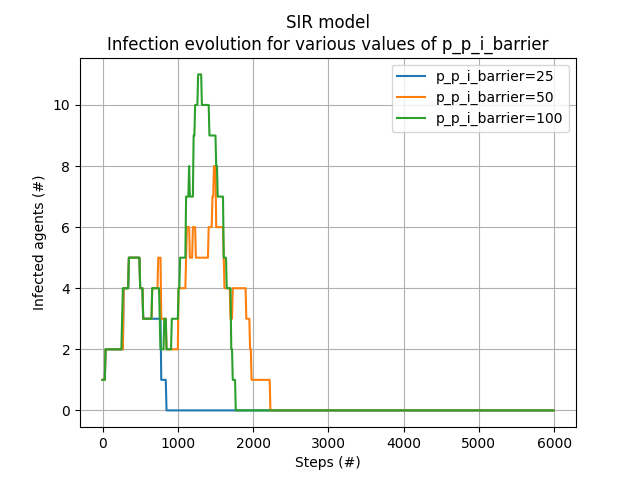 SIR model
Infection evolution for various values of p_p_i_barrier
p_p_i_barrier=25
p_p_i_barrier=50
p_p_i_barrier=100
10
8
6
4
2
0
Infected agents (#)
0 1000 2000 3000 4000 5000 6000
Steps (#)